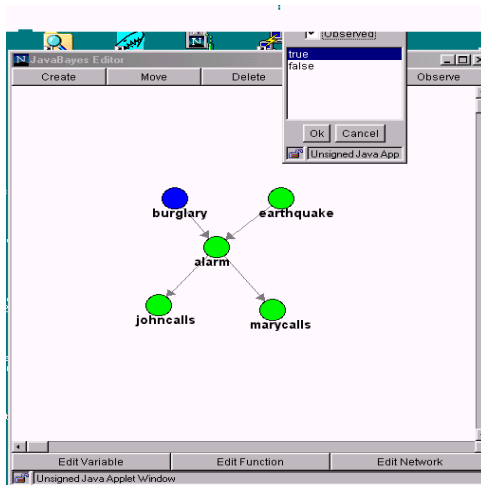 Observed
JavaBayes Editor
true
false
Create Move Delete Observe
Ok Cancel
Unsigned Java App
burglary earthquake
alarm
johncalls marycalls
Edit Variable Edit Function Edit Network
Unsigned Java Applet Window